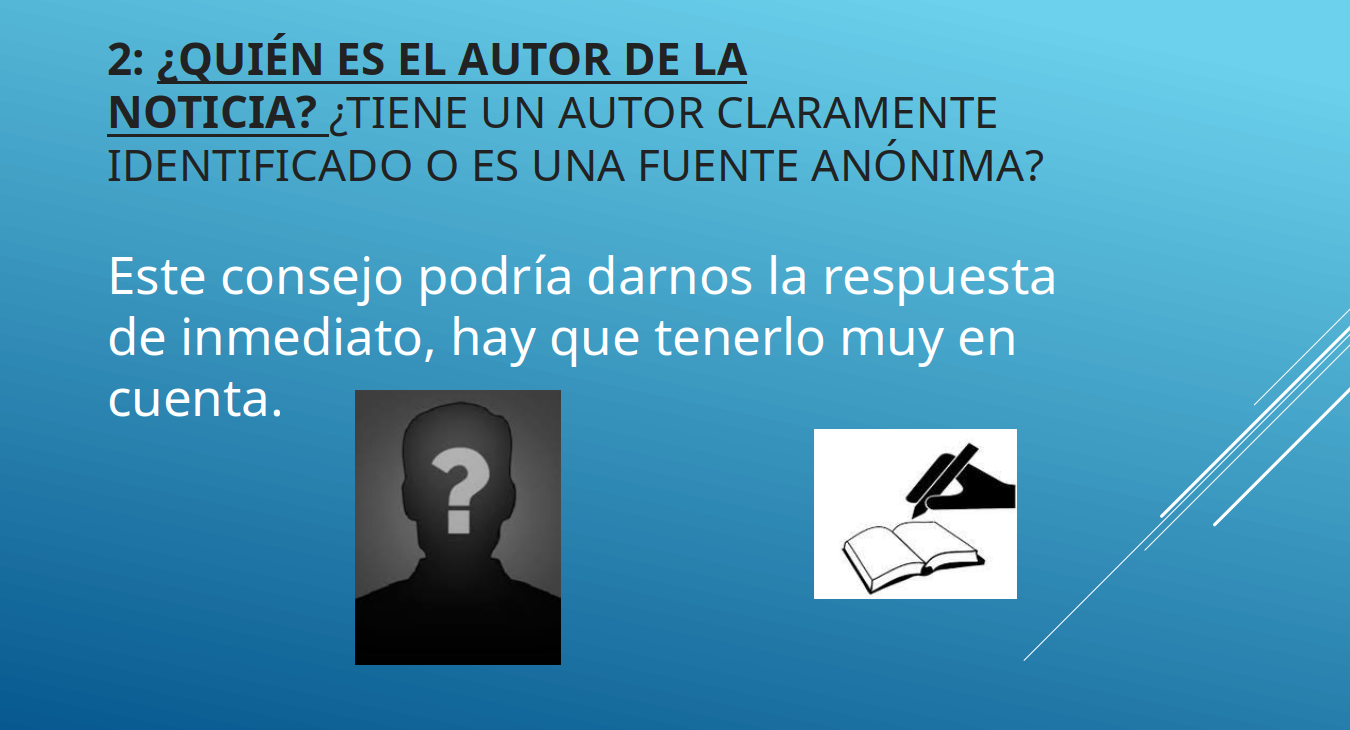 2: ¿QUIÉN ES EL AUTOR DE LA
NOTICIA? ¿TIENE UN AUTOR CLARAMENTE
IDENTIFICADO O ES UNA FUENTE ANÓNIMA?
Este consejo podría darnos la respuesta
de inmediato, hay que tenerlo muy en
cuenta.
?